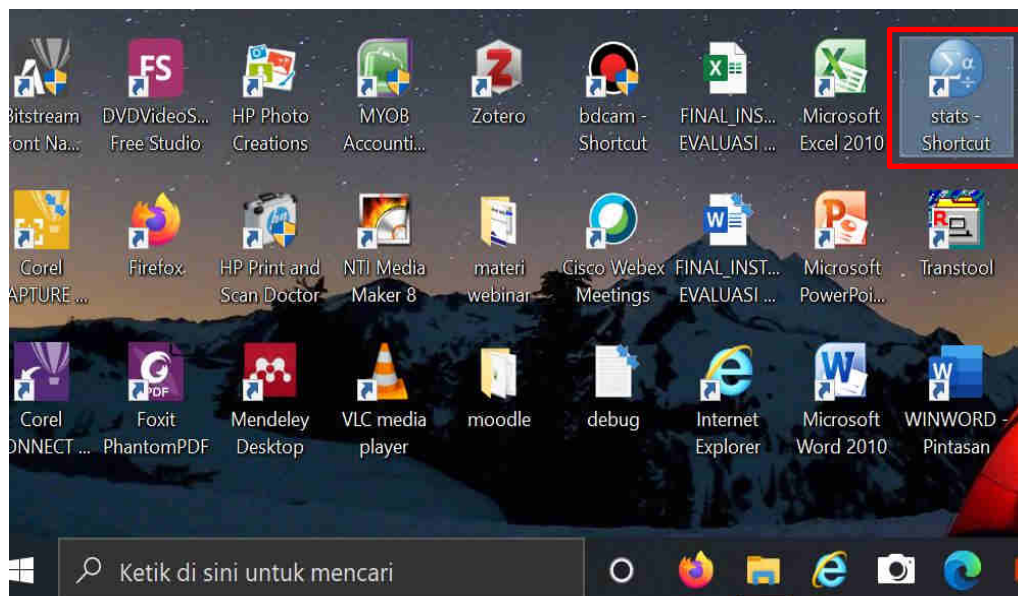 Bitstream DVDVideoS... HP Photo MYOB Zotero bdcam - FINAL_INS... Microsoft stats -
ont Na... Free Studio Creations Accounti... Shortcut EVALUASI ... Excel 2010 Shortcut
Corel Firefox HP Print and NTI Media materi Cisco Webex FINAL_INST... Microsoft Transtool
APTURE ... Scan Doctor Maker 8 webinar Meetings EVALUASI ... PowerPoi...
Corel Foxit Mendeley VLC media moodle debug Internet Microsoft WINWORD -
ONNECT ... PhantomPDF Desktop player Explorer Word 2010 Pintasan
Ketik di sini untuk mencari